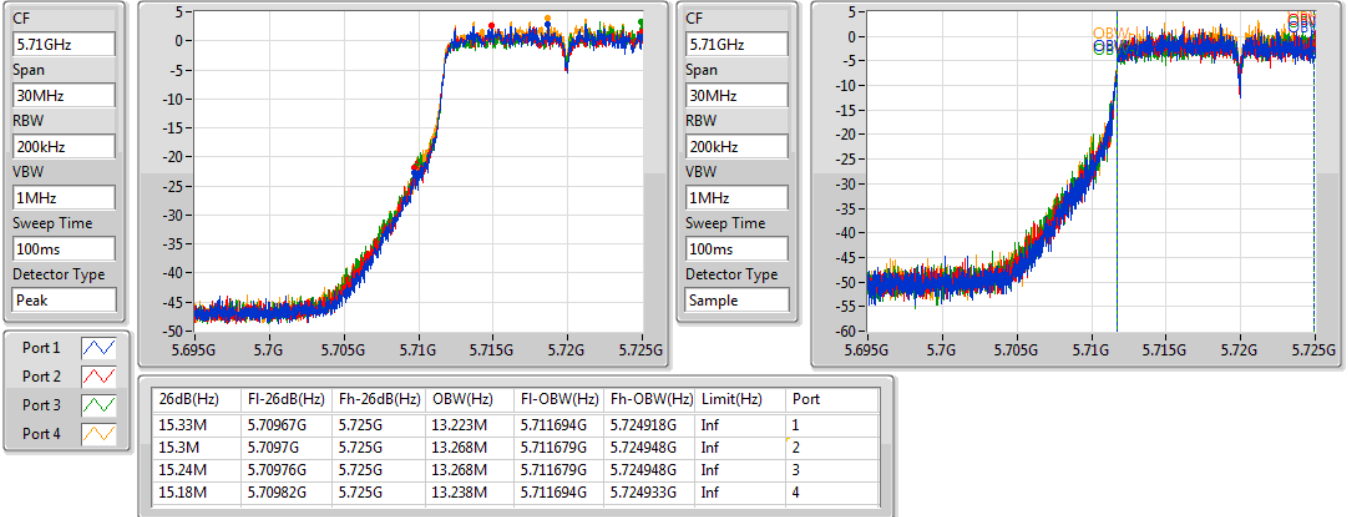 CF
5.71GHz
Span
30MHz
RBW
200kHz
VBW
1MHz
Sweep Time
100ms
Detector Type
Peak
5
0
-5
-10
-15
-20
-25
-30
-35
-40
-45
-50
5.695G 5.7G 5.705G 5.71G 5.715G 5.72G 5.725G
CF
5.71GHz
Span
30MHz
RBW
200kHz
VBW
1MHz
Sweep Time
100ms
Detector Type
Sample
5
0
-5
-10
-15
-20
-25
-30
-35
-40
-45
-50
-55
-60
OBW
5.695G 5.7G 5.705G 5.71G 5.715G 5.72G 5.725G
Port 1
Port 2
Port 3
Port 4
26dB(Hz) Fl-26dB(Hz) Fh-26dB(Hz) OBW(Hz) Fl-OBW(Hz) Fh-OBW(Hz) Limit(Hz) Port
15.33M 5.70967G 5.725G 13.223M 5.711694G 5.724918G Inf 1
15.3M 5.7097G 5.725G 13.268M 5.711679G 5.724948G Inf 2
15.24M 5.70976G 5.725G 13.268M 5.711679G 5.724948G Inf 3
15.18M 5.70982G 5.725G 13.238M 5.711694G 5.724933G Inf 4